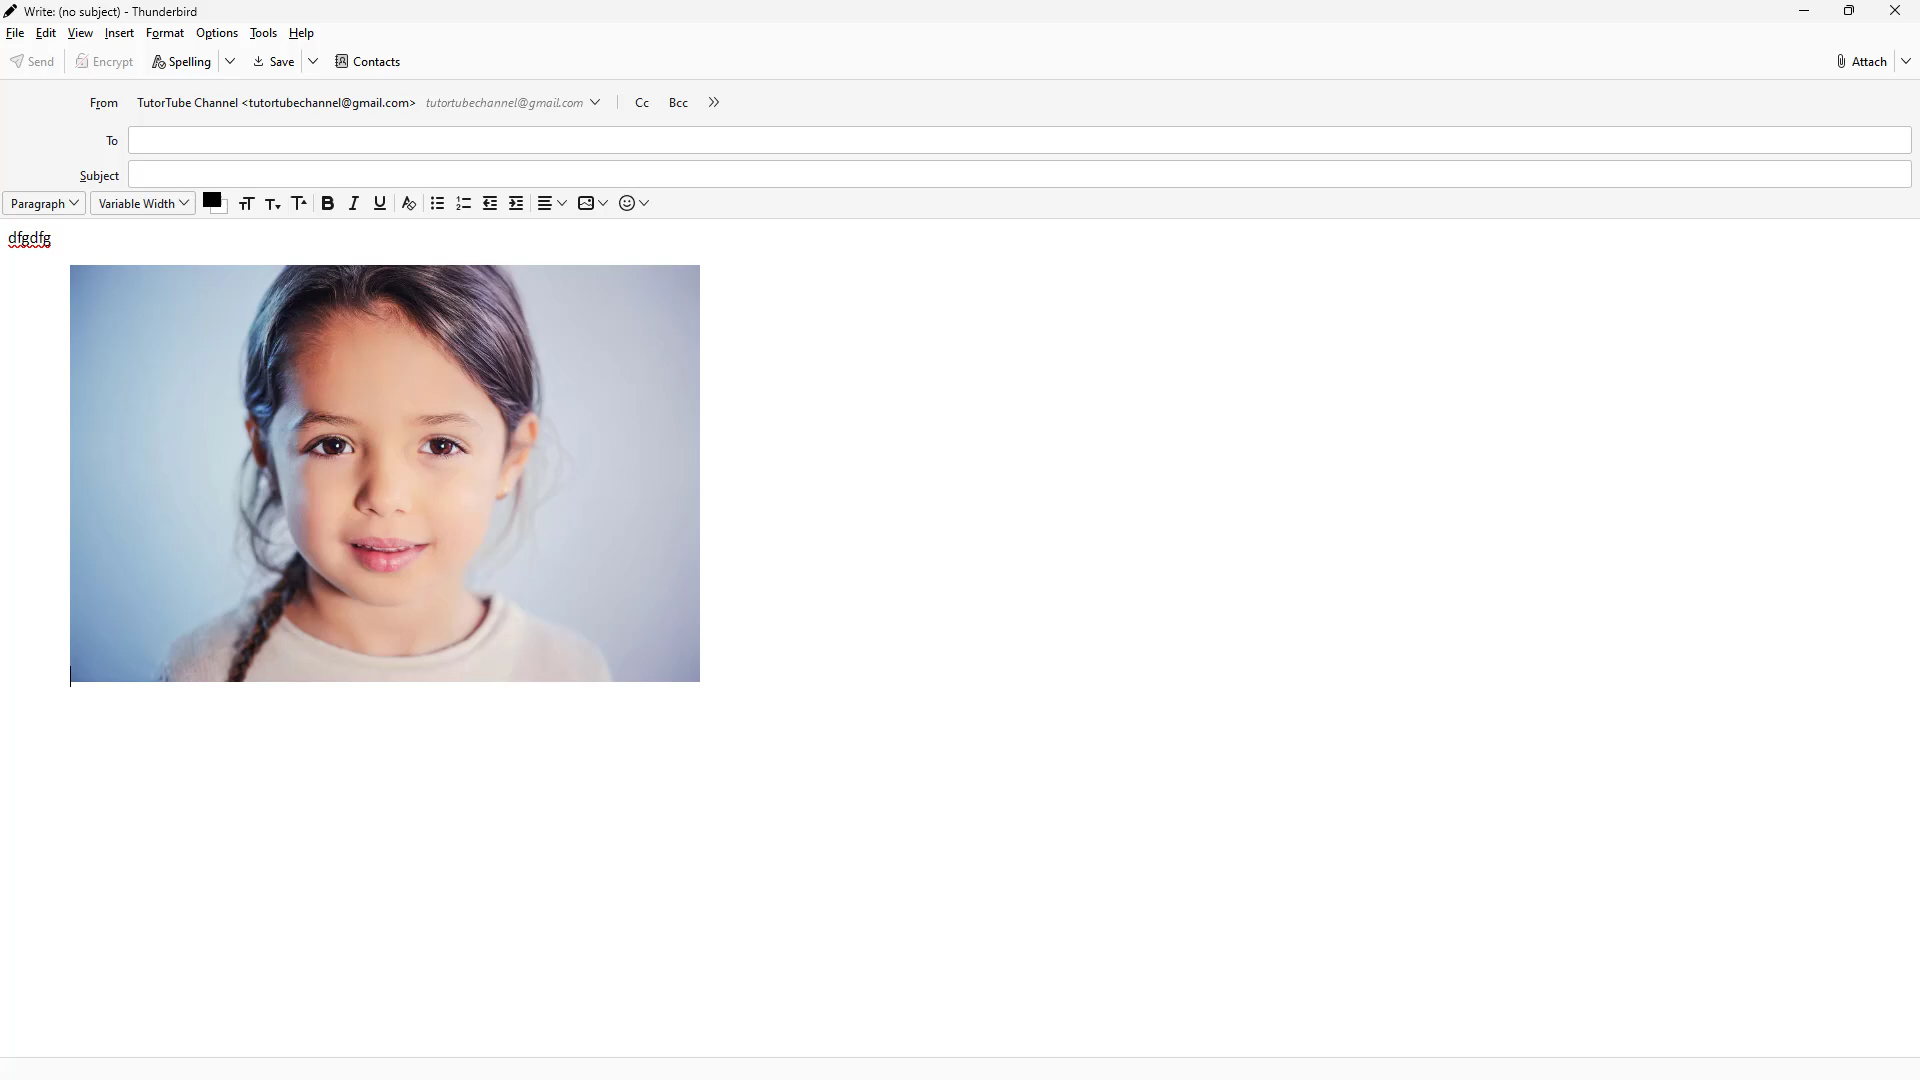 Write: (no subject) - Thunderbird
File Edit View Insert Format Options Tools Help
Send Encrypt Spelling Save Contacts Attach
From TutorTube Channel <tutortubechannel@gmail.com> tutortubechannel@gmail.com Cc Bcc
To
Subject
Paragraph Variable Width
dfgdfg